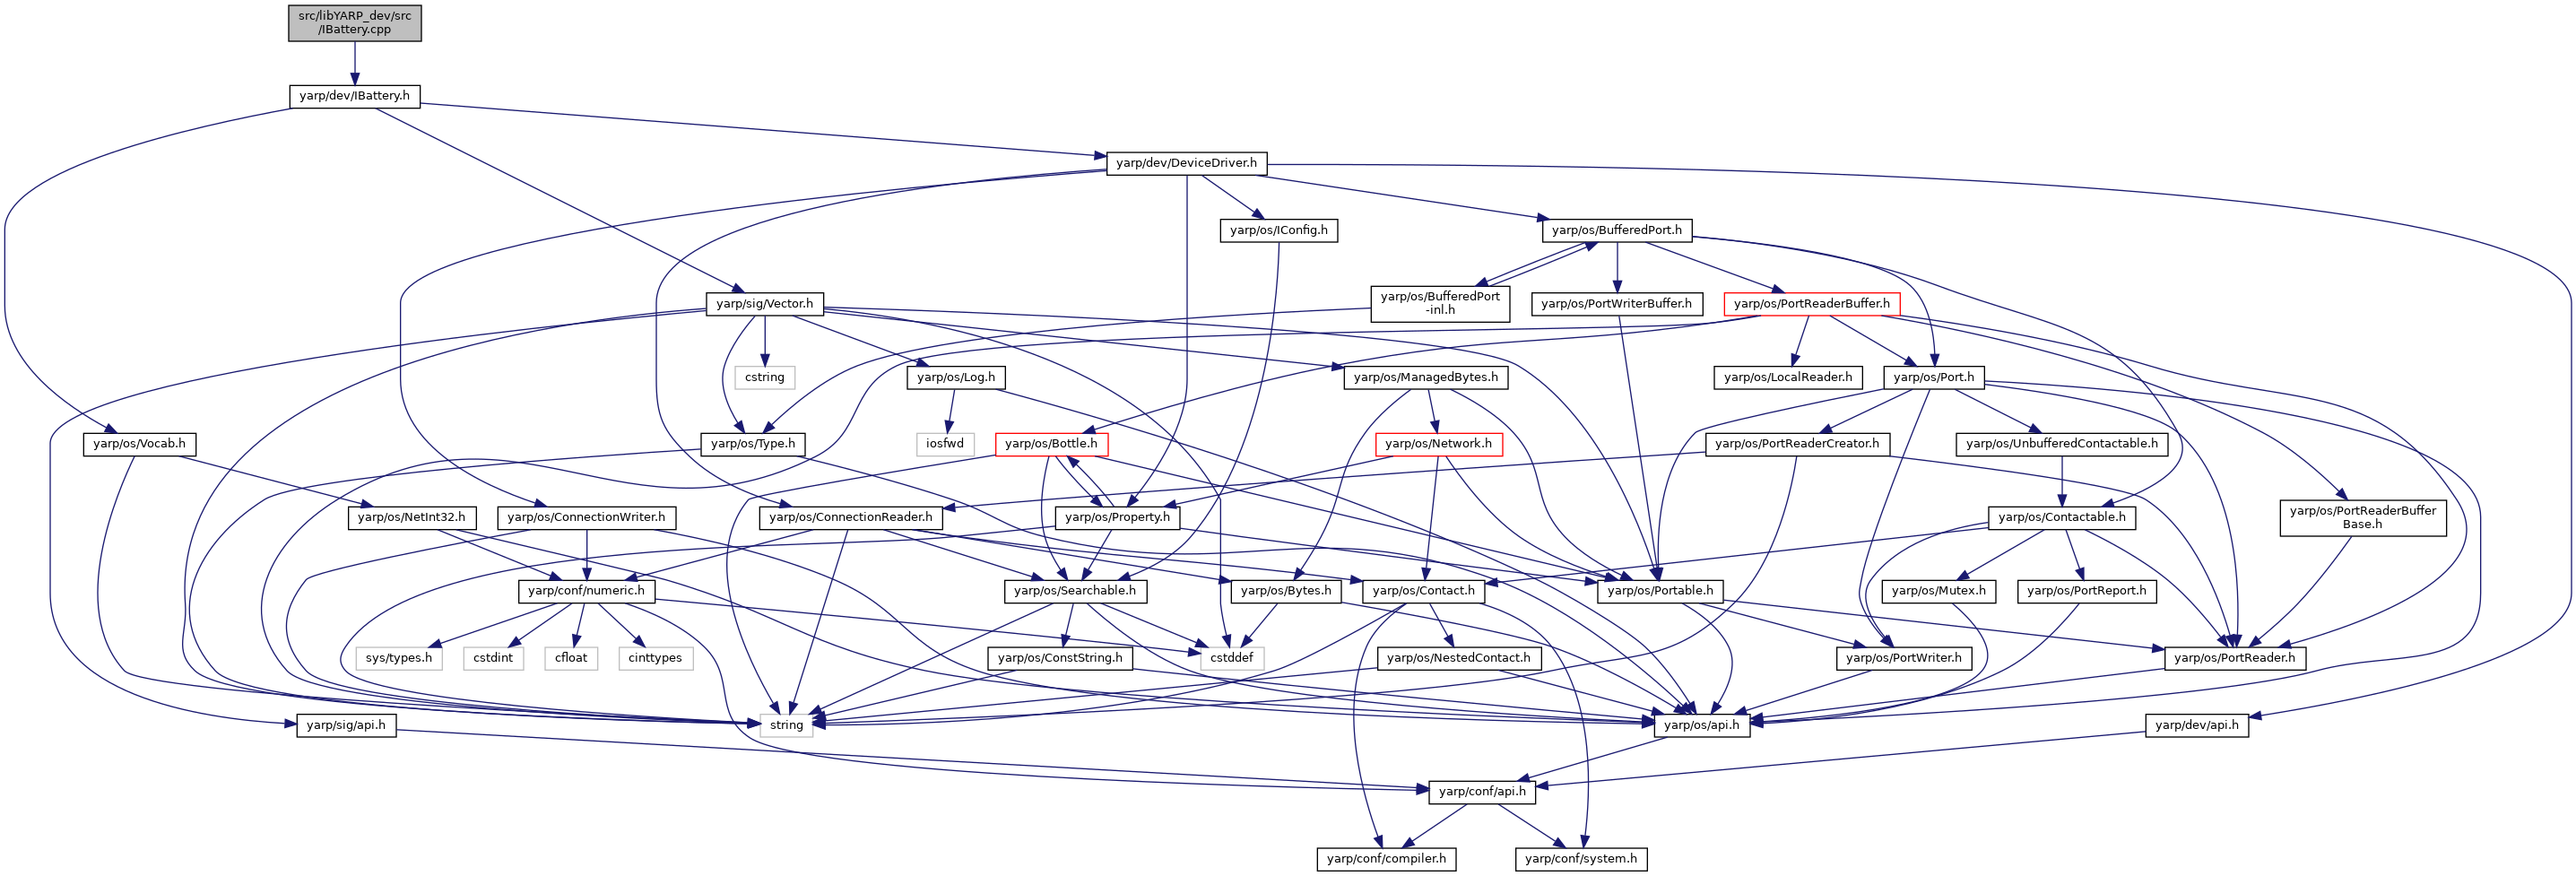 src/libYARP_dev/src
/IBattery.cpp
yarp/dev/IBattery.h
yarp/dev/DeviceDriver.h
yarp/os/IConfig.h
yarp/os/BufferedPort.h
yarp/sig/Vector.h
yarp/os/BufferedPort
-inl.h
yarp/os/PortWriterBuffer.h
yarp/os/PortReaderBuffer.h
cstring
yarp/os/Log.h
yarp/os/ManagedBytes.h
yarp/os/LocalReader.h
yarp/os/Port.h
yarp/os/Vocab.h
yarp/os/Type.h
iosfwd
yarp/os/Bottle.h
yarp/os/Network.h
yarp/os/PortReaderCreator.h
yarp/os/UnbufferedContactable.h
yarp/os/NetInt32.h
yarp/os/ConnectionWriter.h
yarp/os/ConnectionReader.h
yarp/os/Property.h
yarp/os/Contactable.h
yarp/os/PortReaderBuffer
Base.h
yarp/conf/numeric.h
yarp/os/Searchable.h
yarp/os/Bytes.h
yarp/os/Contact.h
yarp/os/Portable.h
yarp/os/Mutex.h
yarp/os/PortReport.h
sys/types.h
cstdint
cfloat
cinttypes
yarp/os/ConstString.h
cstddef
yarp/os/NestedContact.h
yarp/os/PortWriter.h
yarp/os/PortReader.h
yarp/sig/api.h
string
yarp/os/api.h
yarp/dev/api.h
yarp/conf/api.h
yarp/conf/compiler.h
yarp/conf/system.h